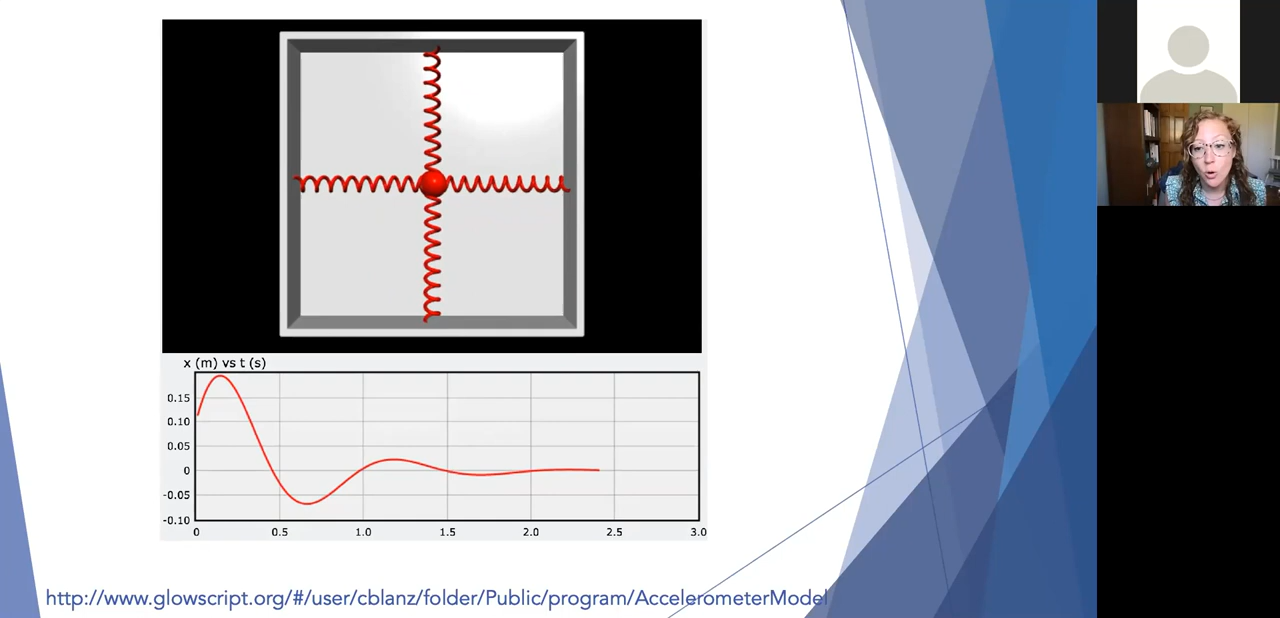 x (m) vs t (s)
0.15
0.10
0.05
0
-0.05
-0.10
0 0.5 1.0 1.5 2.0 2.5 3.0
http://www.glowscript.org/#/user/cblanz/folder/Public/program/AccelerometerModel